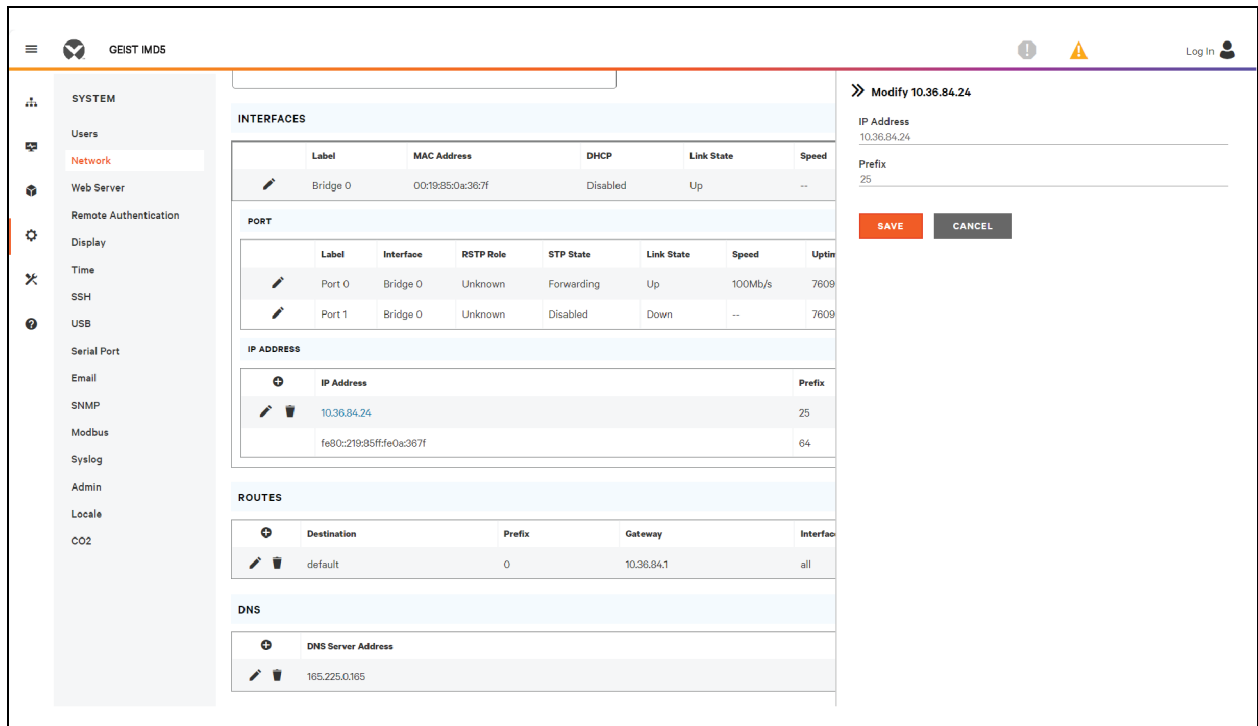 GEIST IMD5
Log In
SYSTEM
Users
Network
Web Server
Remote Authentication
Display
Time
SSH
USB
Serial Port
Email
SNMP
Modbus
Syslog
Admin
Locale
CO2
INTERFACES
Label MAC Address DHCP Link State Speed
Bridge 0 00:19:85:0a:36:7f Disabled Up --
PORT
Label Interface RSTP Role STP State Link State Speed Uptim
Port 0 Bridge 0 Unknown Forwarding Up 100Mb/s 7609
Port 1 Bridge 0 Unknown Disabled Down -- 7609
IP ADDRESS
IP Address Prefix
10.36.84.24 25
fe80::219:85ff:fe0a:367f 64
ROUTES
Destination Prefix Gateway Interfac
default 0 10.36.84.1 all
DNS
DNS Server Address
165.225.0.165
Modify 10.36.84.24
IP Address
10.36.84.24
Prefix
25
SAVE CANCEL